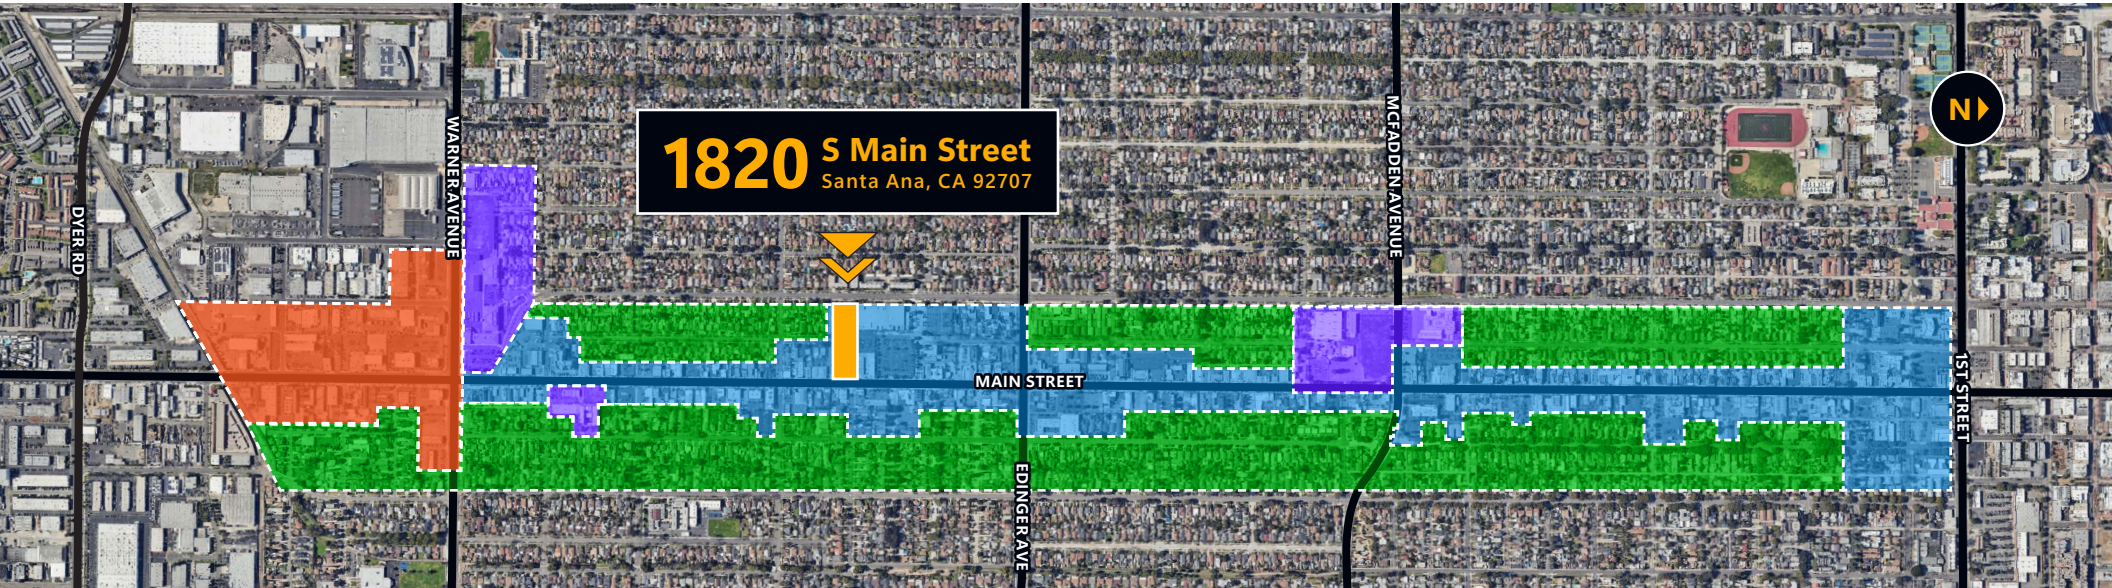 1820
S Main Street
Santa Ana, CA 92707
N
DYER RD
WARNER AVENUE
MCFADDEN AVENUE
MAIN STREET
EDINGER AVE
1ST STREET